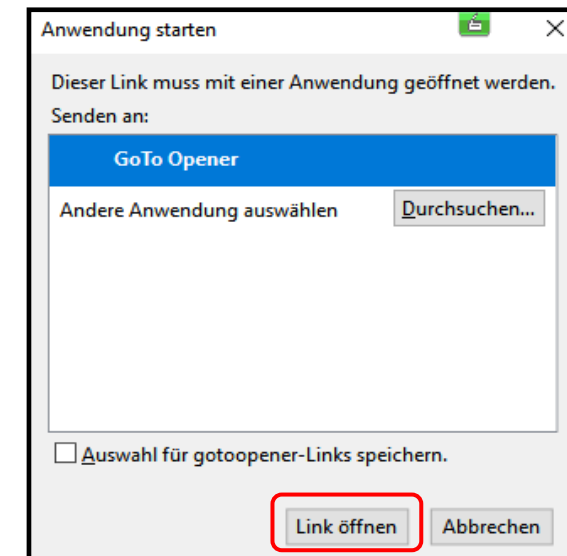 Anwendung starten
Dieser Link muss mit einer Anwendung geöffnet werden.
Senden an:
GoTo Opener
Andere Anwendung auswählen Durchsuchen...
Auswahl für gotoopener-Links speichern.
Link öffnen Abbrechen